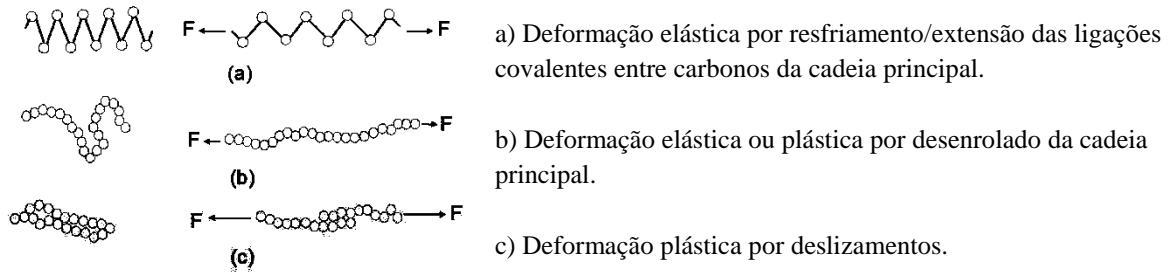 F F
(a)
a) Deformação elástica por resfriamento/extensão das ligações
covalentes entre carbonos da cadeia principal.
F F
(b)
b) Deformação elástica ou plástica por desenrolado da cadeia
principal.
F F
(c)
c) Deformação plástica por deslizamentos.